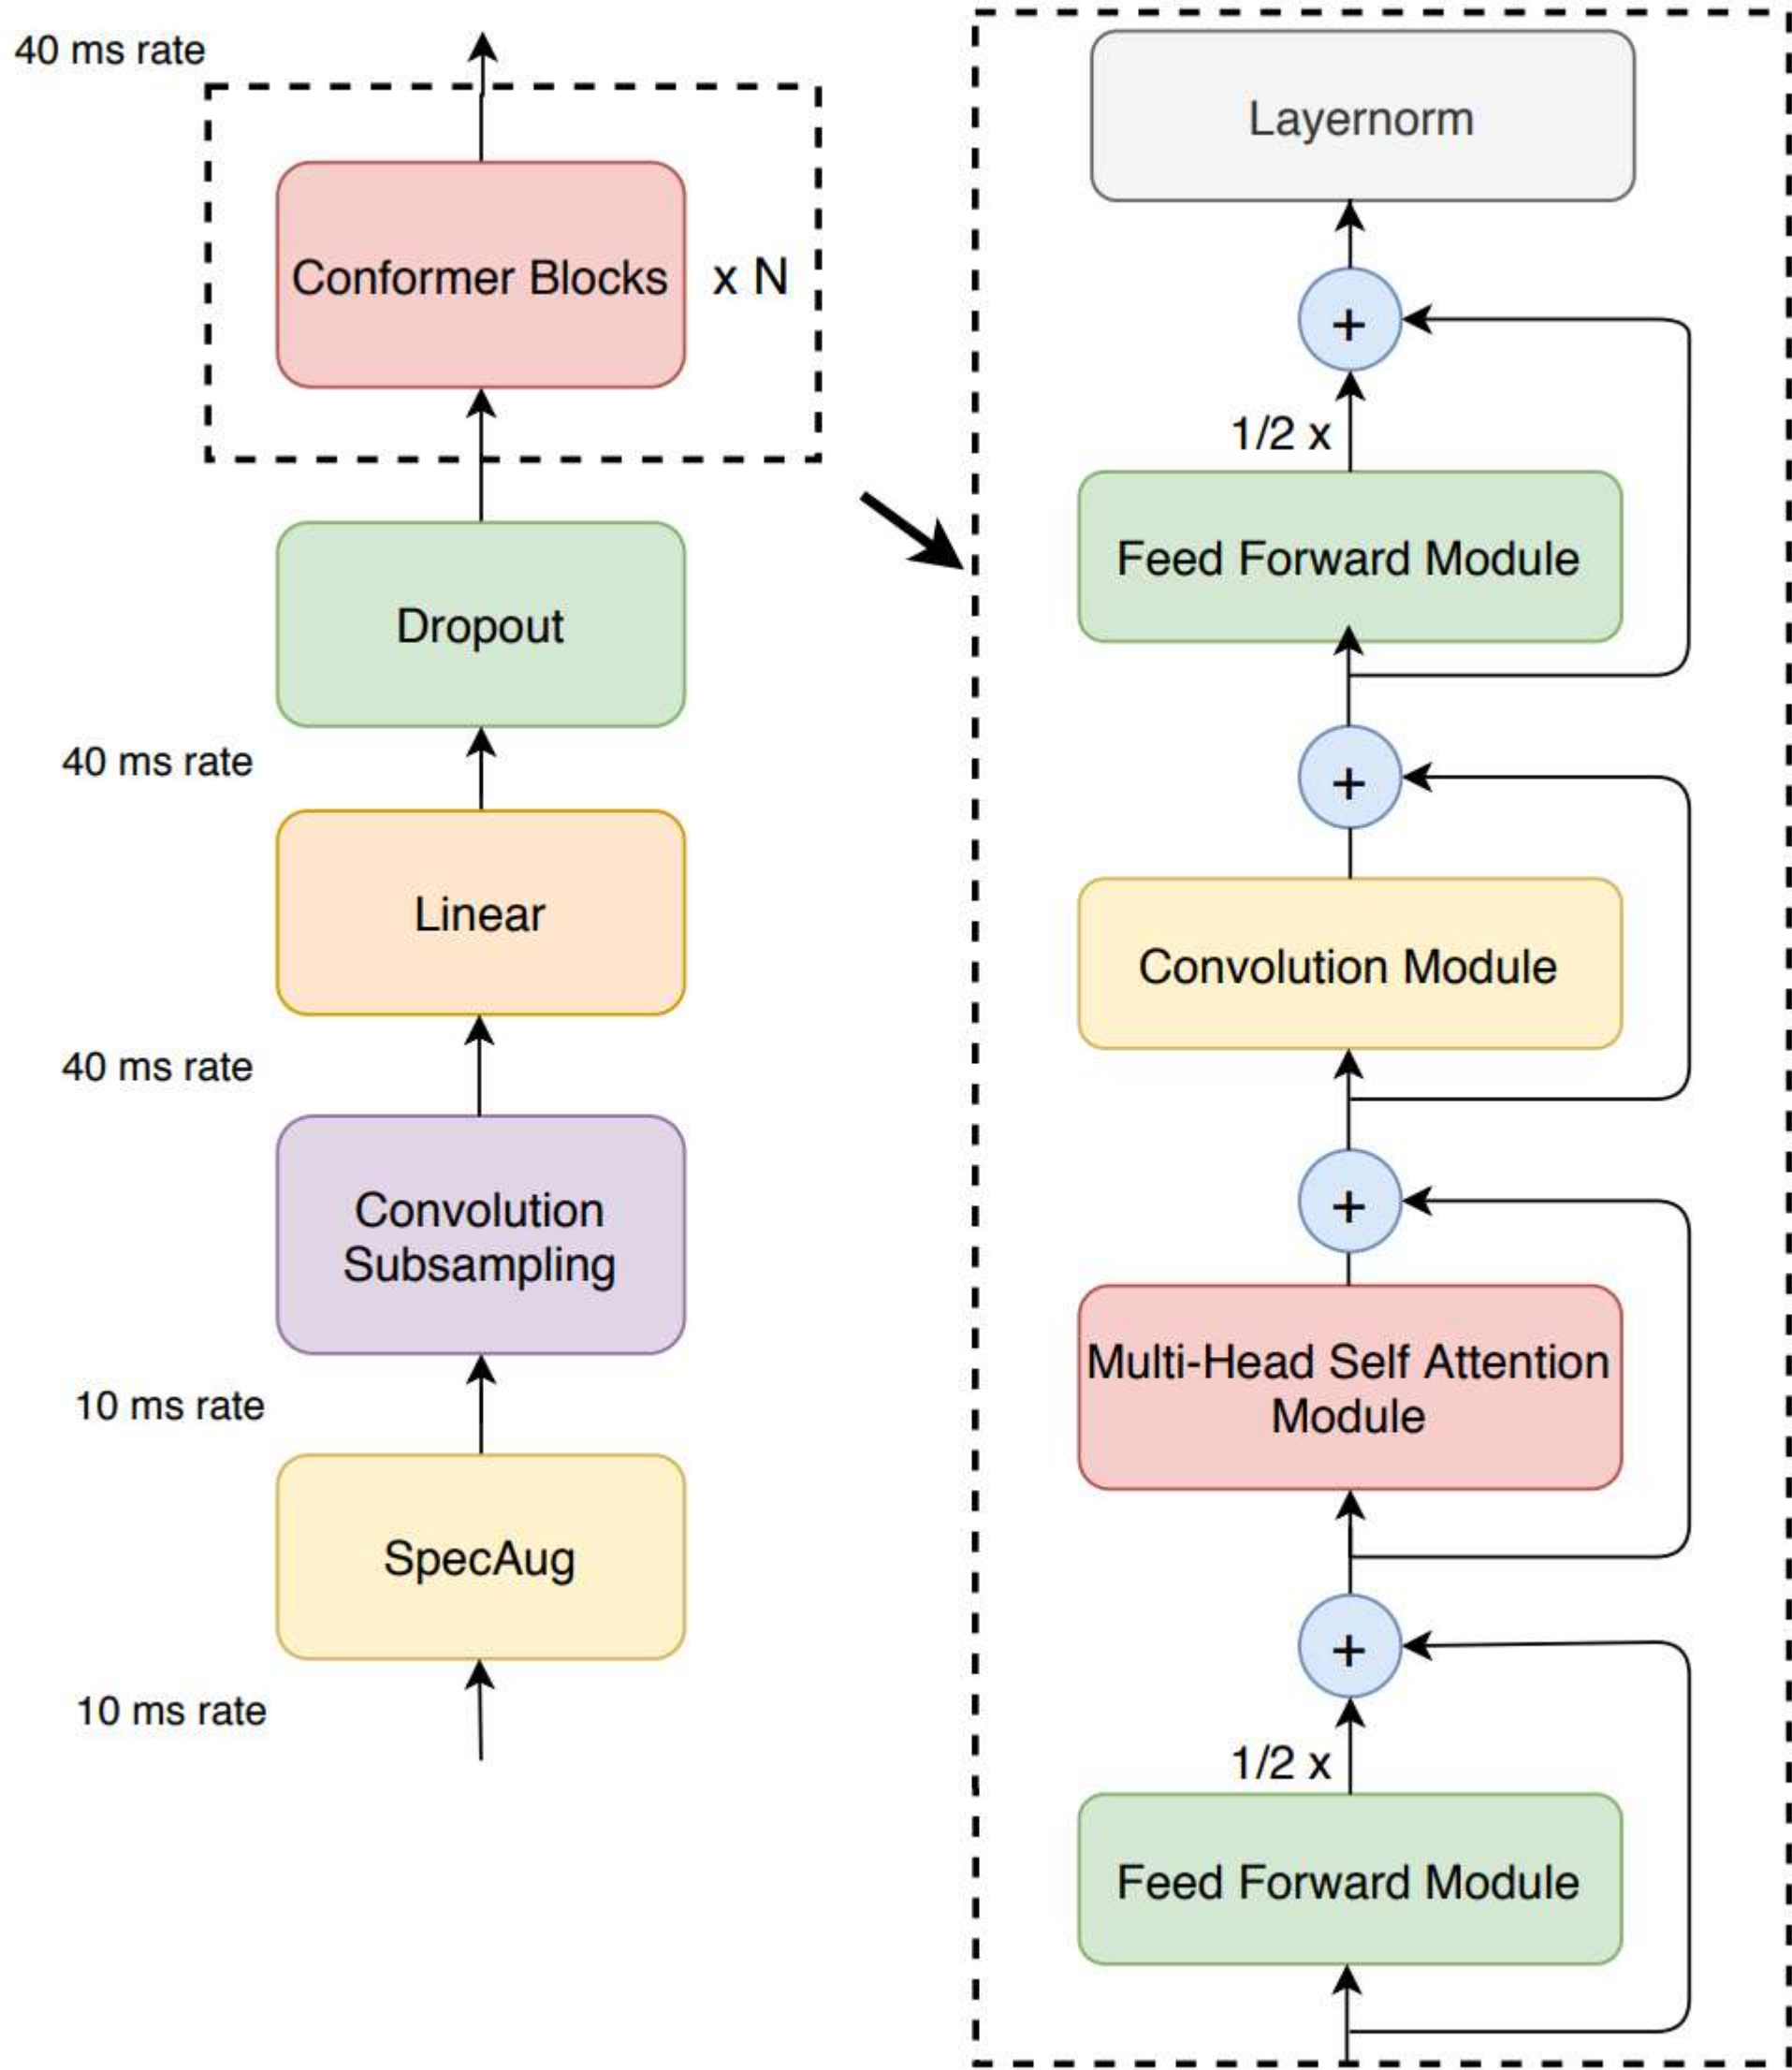 40 ms rate
Conformer Blocks
x N
Dropout
40 ms rate
Linear
40 ms rate
Convolution
Subsampling
10 ms rate
SpecAug
10 ms rate
Layernorm
+
1/2 x
Feed Forward Module
+
Convolution Module
+
Multi-Head Self Attention
Module
+
1/2 x
Feed Forward Module